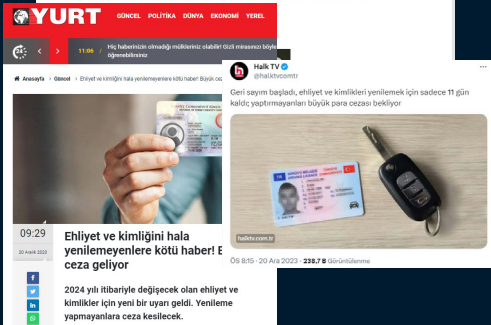 YURT
GÜNCEL POLİTİKA DÜNYA EKONOMİ YEREL
24
11:06 Hiç haberinizin olmadığı mülkleriniz olabilir! Gizli mirasınızı böyle
öğrenebilirsiniz
Anasayfa > Güncel > Ehliyet ve kimliğini hala yenilemeyenlere kötü haber! Büyük
09:29
20 Aralık 2023
Ehliyet ve kimliğini hala
yenilemeyenlere kötü haber!
ceza geliyor
2024 yılı itibariyle değişecek olan ehliyet ve
kimlikler için yeni bir uyarı geldi. Yenileme
yapmayanlara ceza kesilecek.
Halk TV
@halktvcomtr
Geri sayım başladı, ehliyet ve kimlikleri yenilemek için sadece 11 gün
kaldı; yaptırmayanları büyük para cezası bekliyor
halktv.com.tr
ÖS 8:15 · 20 Ara 2023 · 238,7 B Görüntülenme